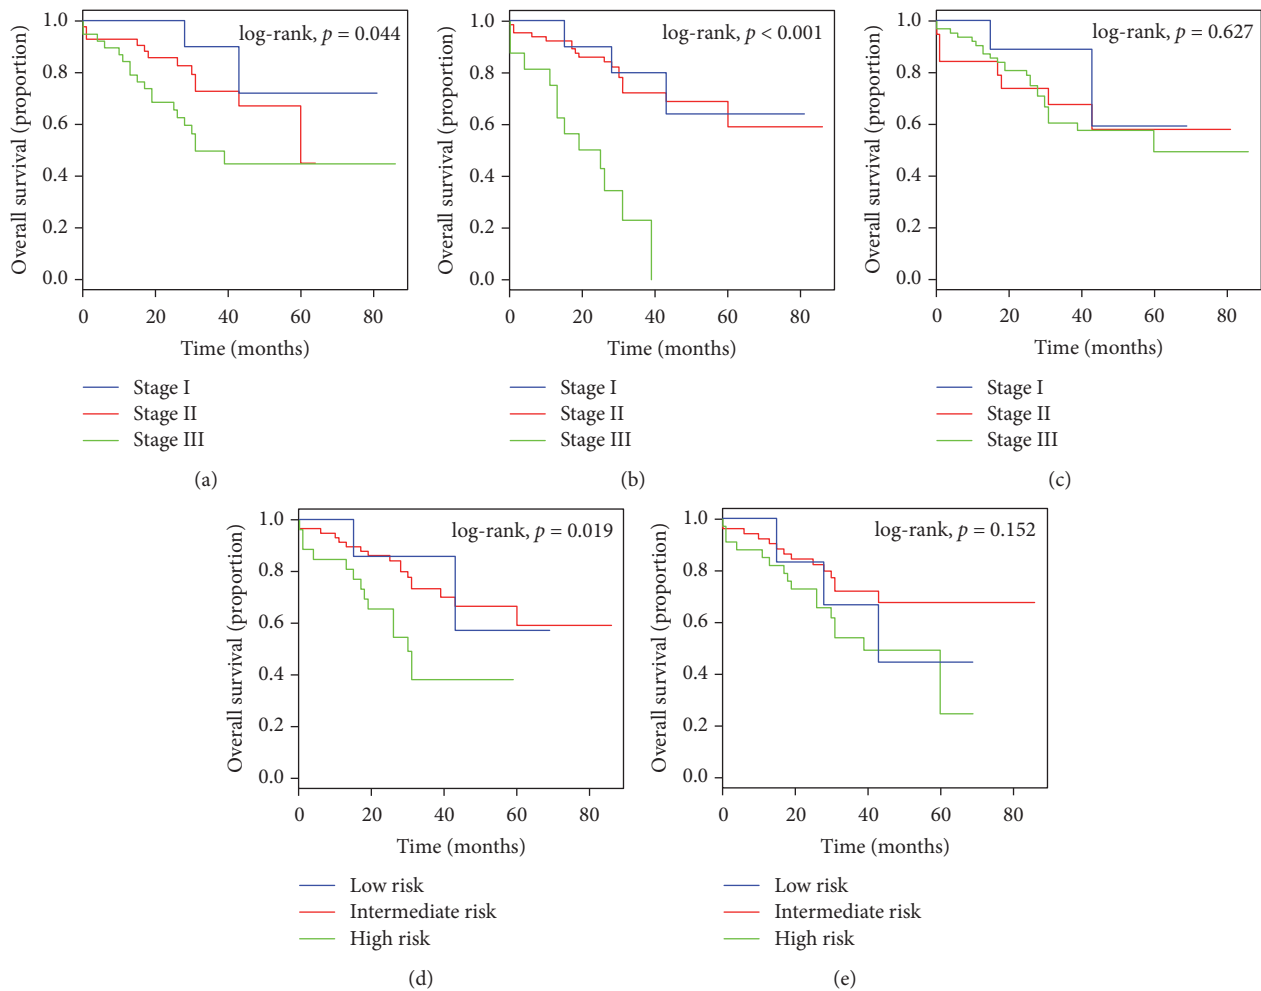 Overall survival (proportion)
1.0
0.8
0.6
0.4
0.2
0.0
log-rank, p = 0.044
0 20 40 60 80
Time (months)
Stage I
Stage II
Stage III
(a)
Overall survival (proportion)
1.0
0.8
0.6
0.4
0.2
0.0
log-rank, p < 0.001
0 20 40 60 80
Time (months)
Stage I
Stage II
Stage III
(b)
Overall survival (proportion)
1.0
0.8
0.6
0.4
0.2
0.0
log-rank, p = 0.627
0 20 40 60 80
Time (months)
Stage I
Stage II
Stage III
(c)
Overall survival (proportion)
1.0
0.8
0.6
0.4
0.2
0.0
log-rank, p = 0.019
0 20 40 60 80
Time (months)
Low risk
Intermediate risk
High risk
(d)
Overall survival (proportion)
1.0
0.8
0.6
0.4
0.2
0.0
log-rank, p = 0.152
0 20 40 60 80
Time (months)
Low risk
Intermediate risk
High risk
(e)